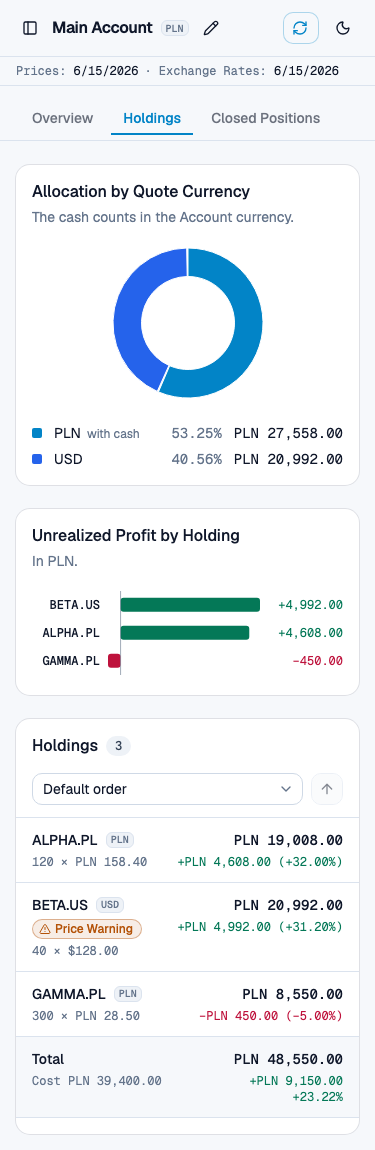 Main Account PLN
Prices: 6/15/2026 · Exchange Rates: 6/15/2026
Overview Holdings Closed Positions
Allocation by Quote Currency
The cash counts in the Account currency.
PLN with cash 53.25% PLN 27,558.00
USD 40.56% PLN 20,992.00
Unrealized Profit by Holding
In PLN.
BETA.US +4,992.00
ALPHA.PL +4,608.00
GAMMA.PL −450.00
Holdings 3
Default order
ALPHA.PL PLN PLN 19,008.00
120 × PLN 158.40 +PLN 4,608.00 (+32.00%)
BETA.US USD PLN 20,992.00
Price Warning +PLN 4,992.00 (+31.20%)
40 × $128.00
GAMMA.PL PLN PLN 8,550.00
300 × PLN 28.50 −PLN 450.00 (−5.00%)
Total PLN 48,550.00
Cost PLN 39,400.00 +PLN 9,150.00
+23.22%